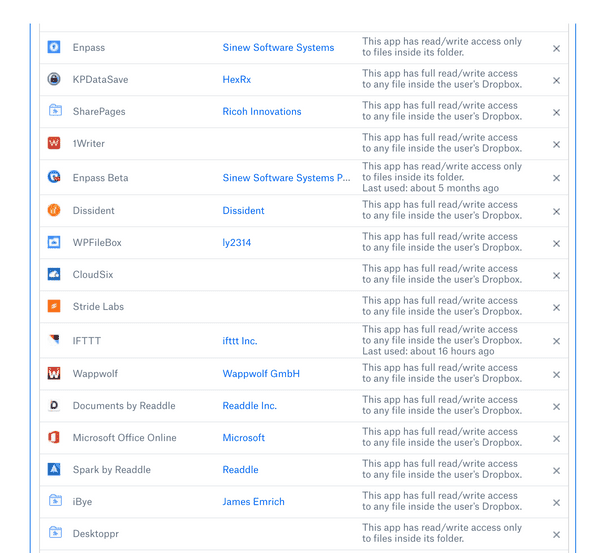 Enpass
Sinew Software Systems
This app has read/write access only
to files inside its folder.
KPDataSave
HexRx
This app has full read/write access
to any file inside the user's Dropbox.
SharePages
Ricoh Innovations
This app has full read/write access
to any file inside the user's Dropbox.
1Writer
This app has full read/write access
to any file inside the user's Dropbox.
Enpass Beta
Sinew Software Systems P...
This app has read/write access only
to files inside its folder.
Last used: about 5 months ago
Dissident
Dissident
This app has full read/write access
to any file inside the user's Dropbox.
WPFileBox
ly2314
This app has full read/write access
to any file inside the user's Dropbox.
CloudSix
This app has full read/write access
to any file inside the user's Dropbox.
Stride Labs
This app has full read/write access
to any file inside the user's Dropbox.
IFTTT
ifttt Inc.
This app has full read/write access
to any file inside the user's Dropbox.
Last used: about 16 hours ago
Wappwolf
Wappwolf GmbH
This app has full read/write access
to any file inside the user's Dropbox.
Documents by Readdle
Readdle Inc.
This app has full read/write access
to any file inside the user's Dropbox.
Microsoft Office Online
Microsoft
This app has full read/write access
to any file inside the user's Dropbox.
Spark by Readdle
Readdle
This app has full read/write access
to any file inside the user's Dropbox.
iBye
James Emrich
This app has full read/write access
to any file inside the user's Dropbox.
Desktoppr
This app has read/write access only
to files inside its folder.